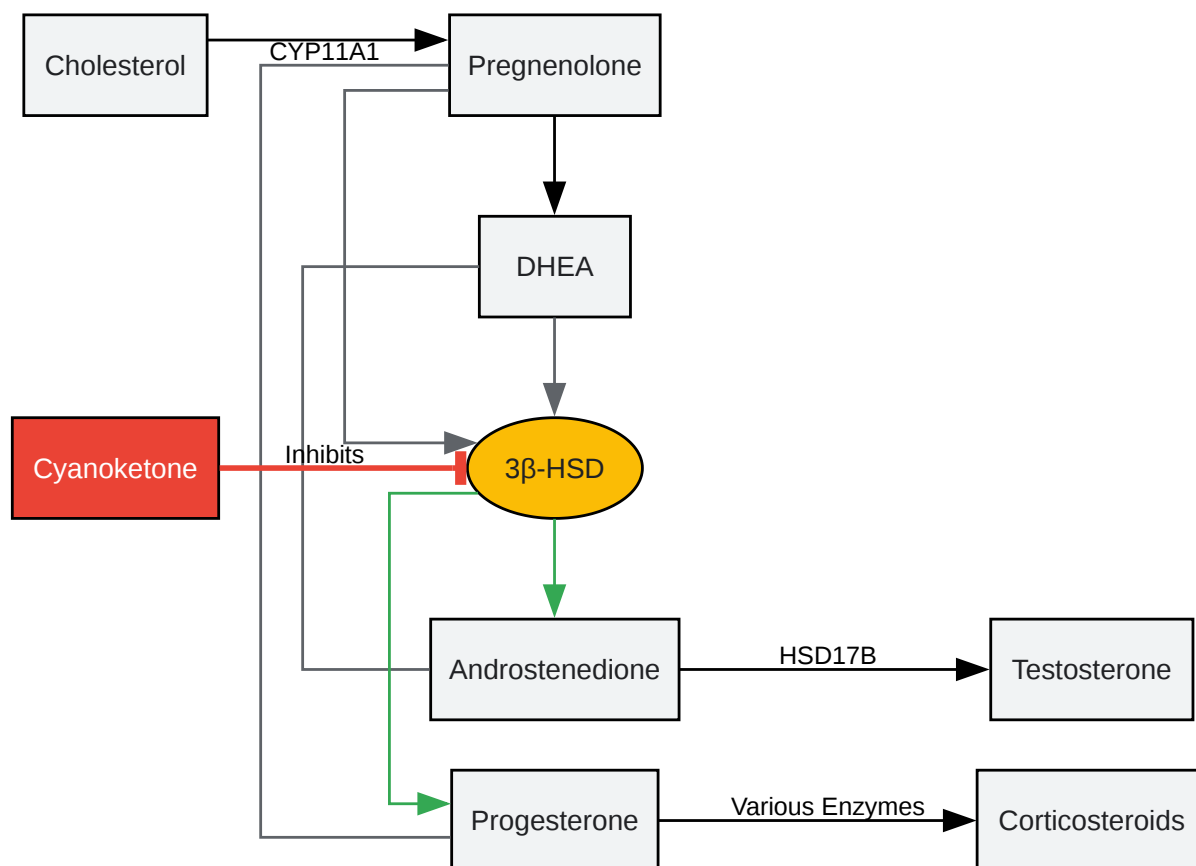 Cholesterol
CYP11A1
Pregnenolone
DHEA
Cyanoketone
Inhibits
3β-HSD
Androstenedione
HSD17B
Testosterone
Progesterone
Various Enzymes
Corticosteroids